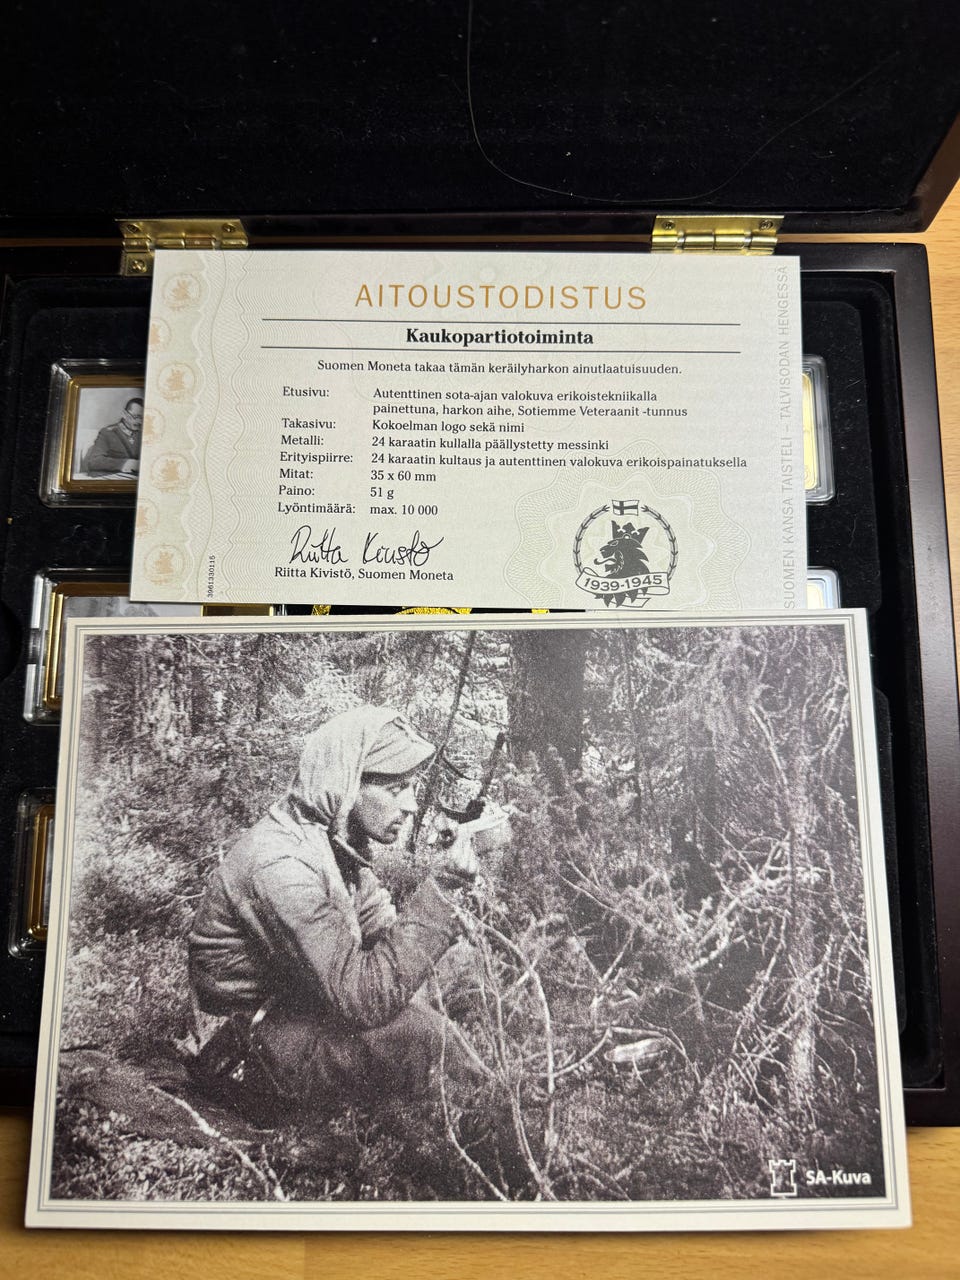 AITOUSTODISTUS
Kaukopartiotoiminta
Suomen Moneta takaa tämän keräilyharkon ainutlaatuisuuden.
Etusivu: Autenttinen sota-ajan valokuva erikoistekniikalla
painettuna, harkon aihe, Sotiemme Veteraanit -tunnus
Takasivu: Kokoelman logo sekä nimi
Metalli: 24 karaatin kullalla päällystetty messinki
Erityispiirre: 24 karaatin kultaus ja autenttinen valokuva erikoispainatuksella
Mitat: 35 x 60 mm
Paino: 51 g
Lyöntimäärä: max. 10 000
Riitta Kivistö
Riitta Kivistö, Suomen Moneta
1939-1945
3961330116
SUOMEN KANSA TAISTELI – TALVISODAN HENGESSÄ
SA-Kuva